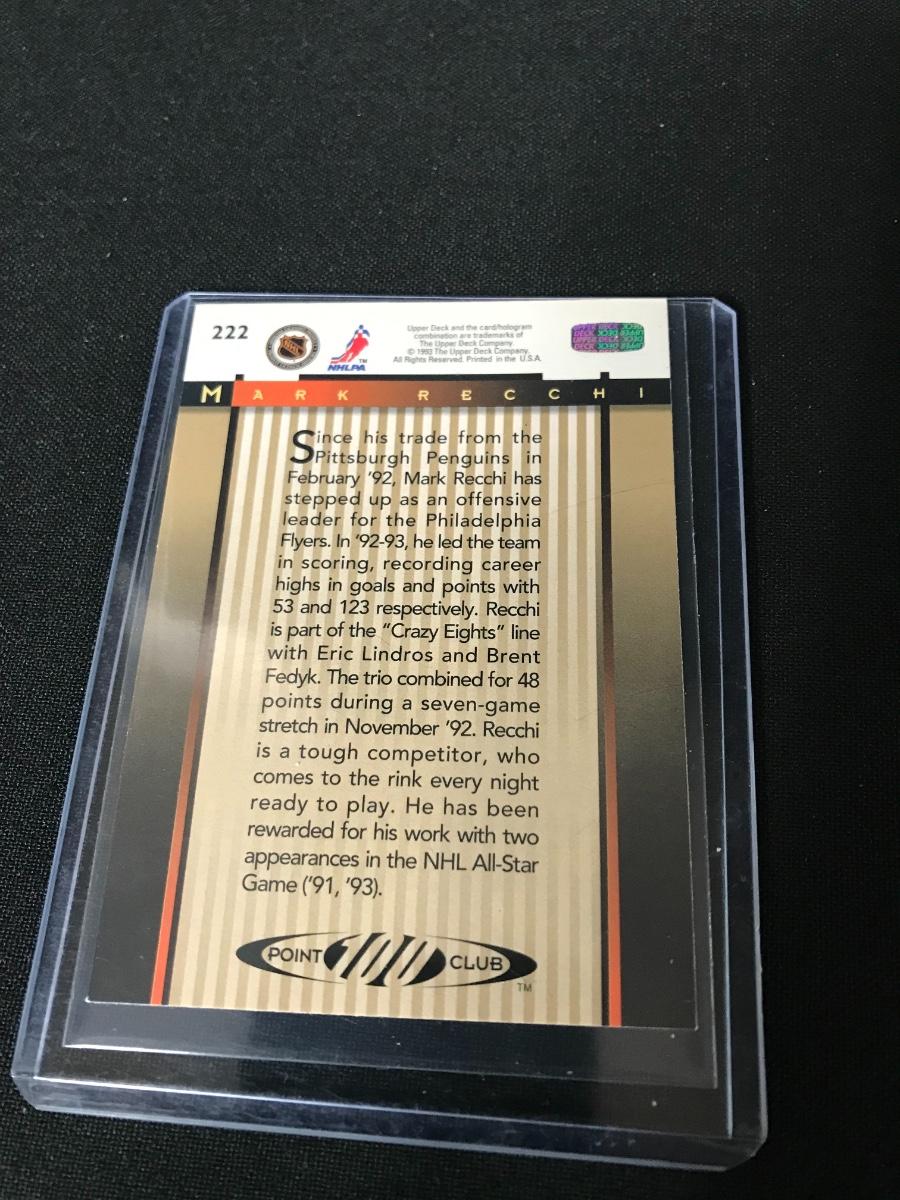 222
NHL
NHLPA
TM
Upper Deck and the card/hologram
combination are trademarks of
The Upper Deck Company.
© 1993 The Upper Deck Company.
All Rights Reserved. Printed in the U.S.A.
UPPER DECK
MARK RECCHI
Since his trade from the
Pittsburgh Penguins in
February '92, Mark Recchi has
stepped up as an offensive
leader for the Philadelphia
Flyers. In '92-93, he led the team
in scoring, recording career
highs in goals and points with
53 and 123 respectively. Recchi
is part of the "Crazy Eights" line
with Eric Lindros and Brent
Fedyk. The trio combined for 48
points during a seven-game
stretch in November '92. Recchi
is a tough competitor, who
comes to the rink every night
ready to play. He has been
rewarded for his work with two
appearances in the NHL All-Star
Game ('91, '93).
POINT 100 CLUB
TM